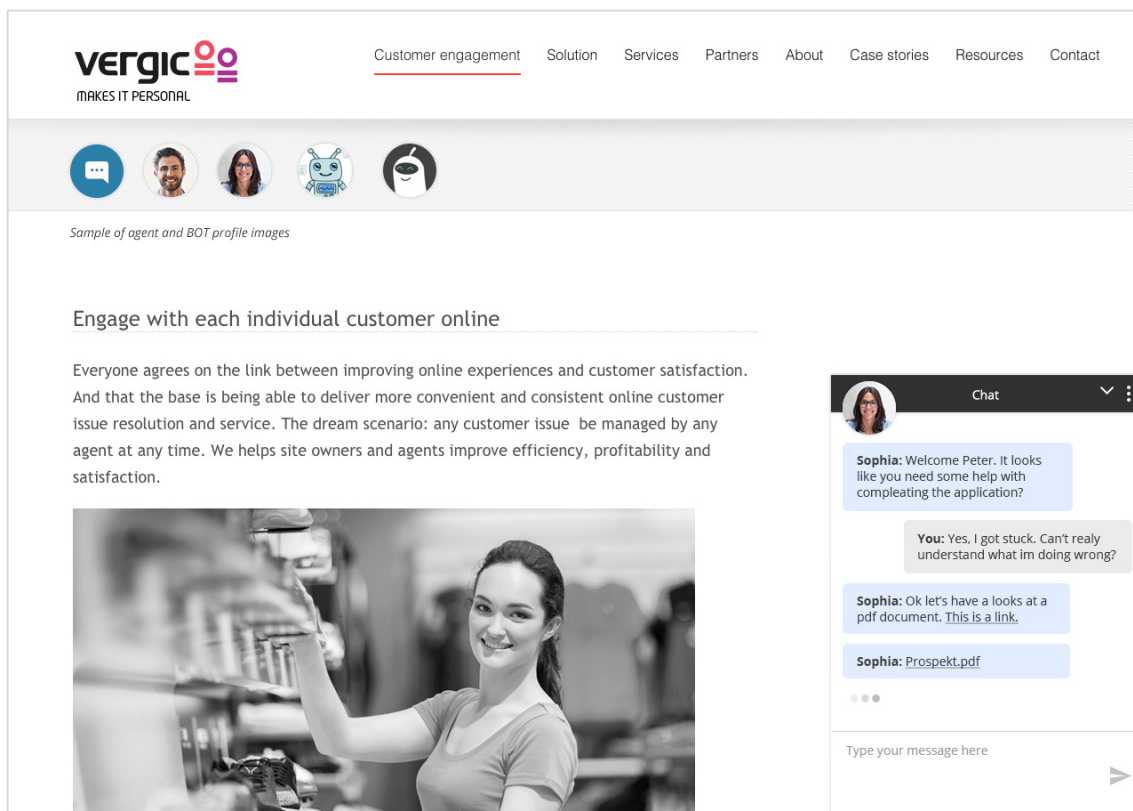 vergic
MAKES IT PERSONAL
Customer engagement
Solution
Services
Partners
About
Case stories
Resources
Contact
Sample of agent and BOT profile images
Engage with each individual customer online
Everyone agrees on the link between improving online experiences and customer satisfaction.
And that the base is being able to deliver more convenient and consistent online customer
issue resolution and service. The dream scenario: any customer issue  be managed by any
agent at any time. We helps site owners and agents improve efficiency, profitability and
satisfaction.
Chat
Sophia: Welcome Peter. It looks
like you need some help with
compleating the application?
You: Yes, I got stuck. Can't realy
understand what im doing wrong?
Sophia: Ok let's have a looks at a
pdf document. This is a link.
Sophia: Prospekt.pdf
Type your message here